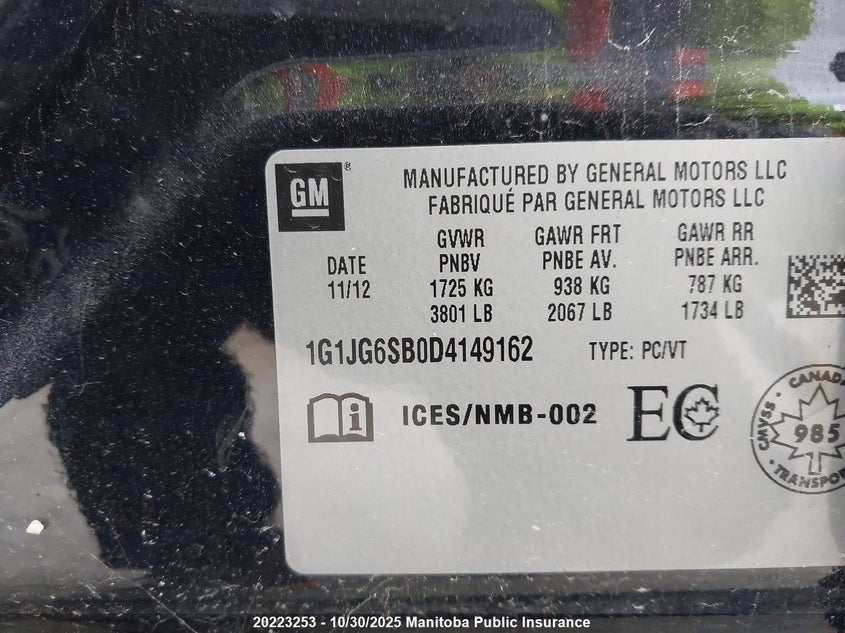 GM
®
MANUFACTURED BY GENERAL MOTORS LLC
FABRIQUÉ PAR GENERAL MOTORS LLC
GVWR GAWR FRT GAWR RR
DATE PNBV PNBE AV. PNBE ARR.
11/12 1725 KG 938 KG 787 KG
3801 LB 2067 LB 1734 LB
1G1JG6SB0D4149162 TYPE: PC/VT
i ICES/NMB-002 EC
CANADA
CMVSS 985
TRANSPORT
20223253 - 10/30/2025 Manitoba Public Insurance